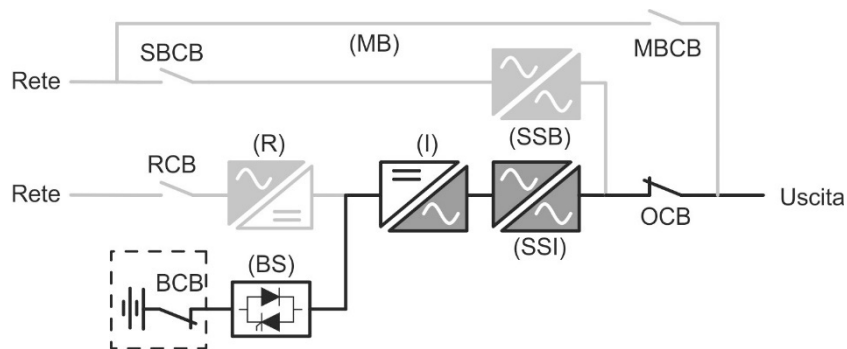 (MB)
MBCB
SBCB
Rete
(SSB)
(R)
(I)
RCB
Rete
Uscita
OCB
(SSI)
(BS)
BCB